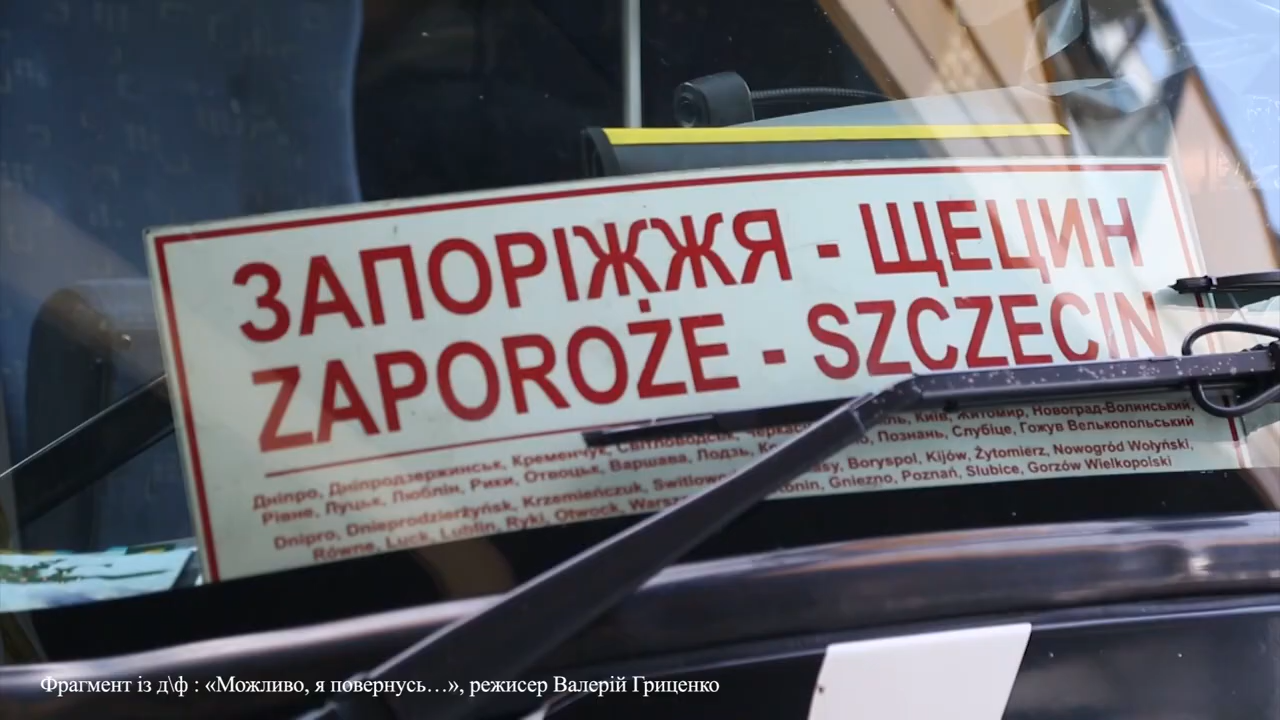 ЗАПОРІЖЖЯ - ЩЕЦИН
ZAPOROŻE - SZCZECIN
Дніпро, Дніпродзержинськ, Кременчук, Світловодськ, Київ, Житомир, Новоград-Волинський,
Рівне, Луцьк, Люблін, Рики, Отвоцьк, Варшава, Лодзь, Познань, Слубіце, Гожув Велькопольський
Dnipro, Dnieprodzierżyńsk, Krzemieńczuk, Boryspol, Kijów, Żytomierz, Nowogród Wołyński,
Równe, Łuck, Lublin, Ryki, Otwock, Gniezno, Poznań, Slubice, Gorzów Wielkopolski
Фрагмент із д\ф : «Можливо, я повернусь…», режисер Валерій Гриценко